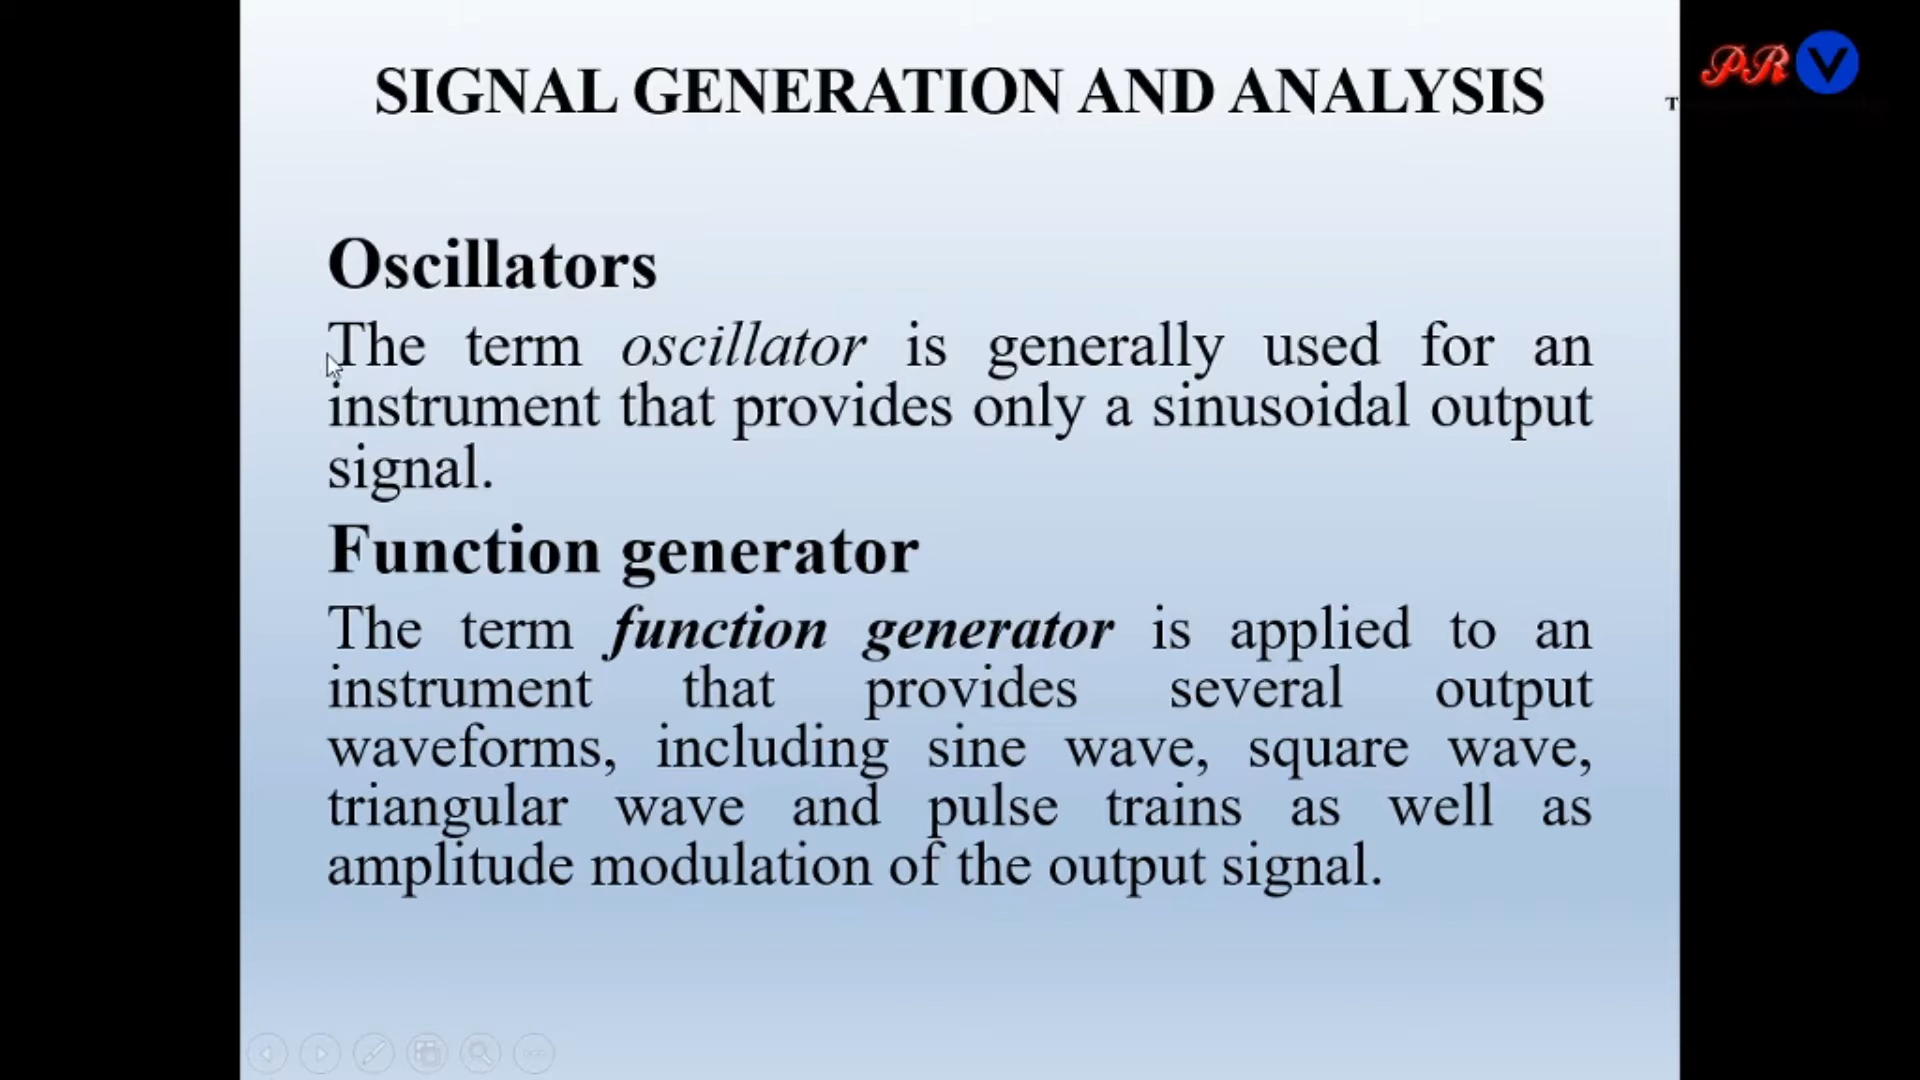 SIGNAL GENERATION AND ANALYSIS
PR V
T
Oscillators
The term oscillator is generally used for an
instrument that provides only a sinusoidal output
signal.
Function generator
The term function generator is applied to an
instrument that provides several output
waveforms, including sine wave, square wave,
triangular wave and pulse trains as well as
amplitude modulation of the output signal.